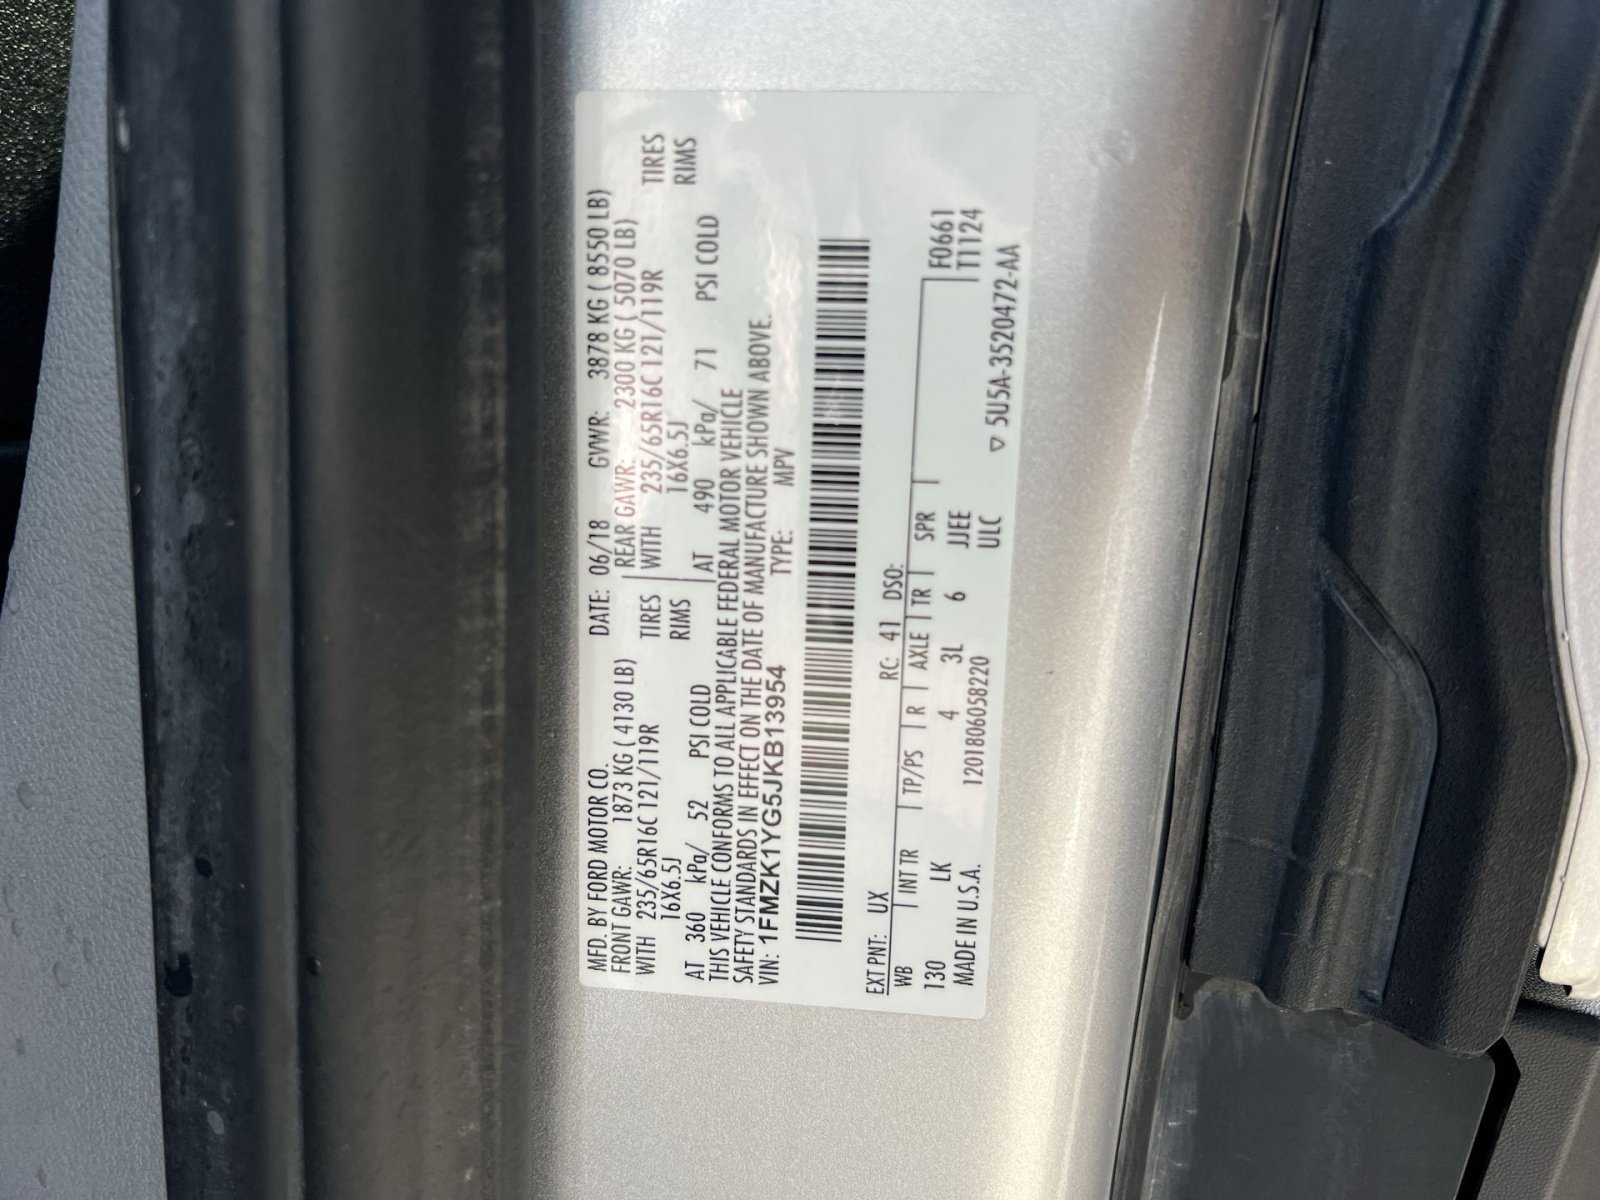 MFD. BY FORD MOTOR CO. DATE: 06/18 GVWR: 3878 KG ( 8550 LB)
FRONT GAWR: 1873 KG ( 4130 LB) REAR GAWR: 2300 KG ( 5070 LB)
WITH 235/65R16C 121/119R TIRES WITH 235/65R16C 121/119R TIRES
16X6.5J RIMS 16X6.5J RIMS
AT 360 kPa/ 52 PSI COLD AT 490 kPa/ 71 PSI COLD
THIS VEHICLE CONFORMS TO ALL APPLICABLE FEDERAL MOTOR VEHICLE
SAFETY STANDARDS IN EFFECT ON THE DATE OF MANUFACTURE SHOWN ABOVE.
VIN: 1FMZK1YG5JKB13954 TYPE: MPV
EXT PNT: UX RC: 41 DSO:
WB INT TR TP/PS R AXLE TR SPR F0661
130 LK 4 3L 6 JJEE T1124
MADE IN U.S.A. 1201806058220 ULC
▽ 5U5A-3520472-AA